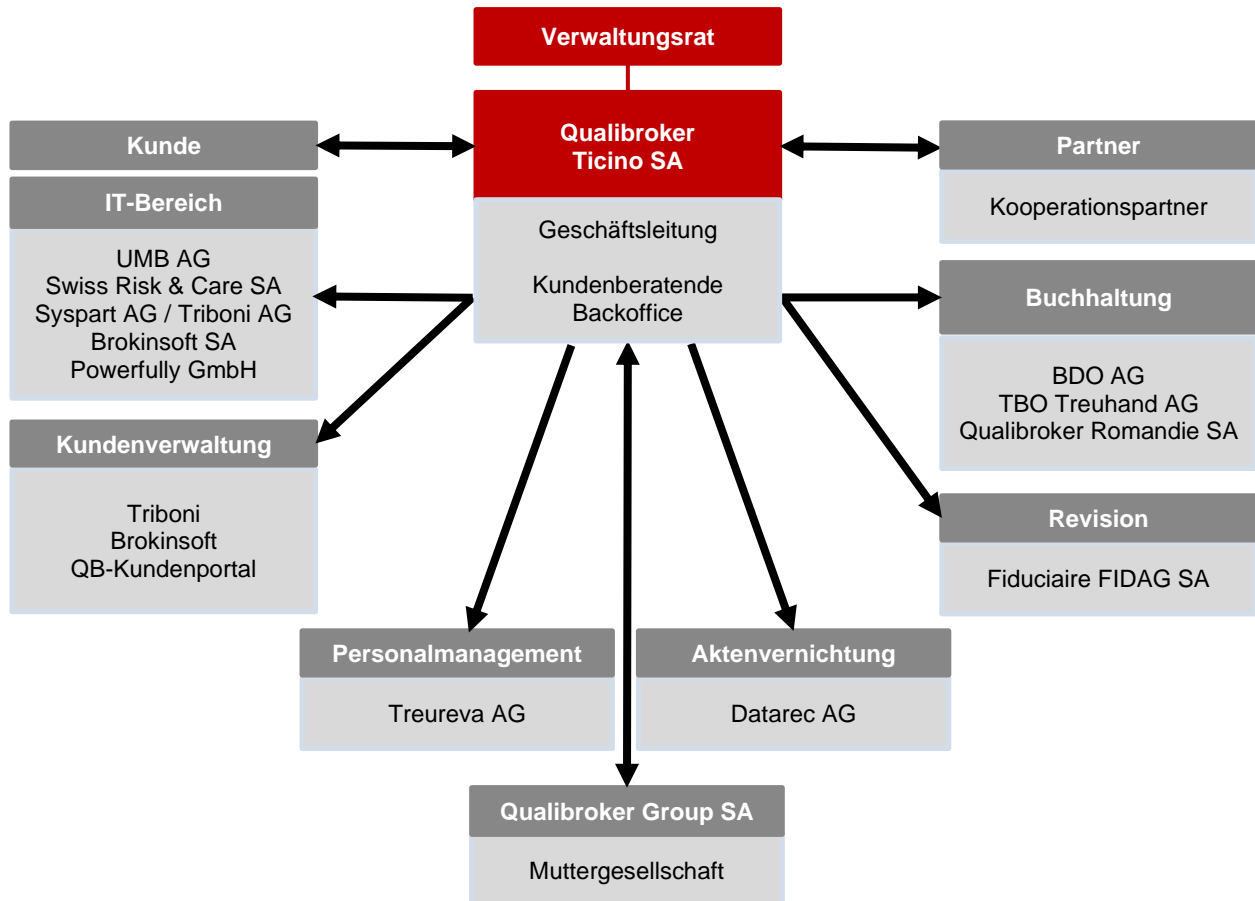 Verwaltungsrat
Qualibroker
Ticino SA
Geschäftsleitung
Kundenberatende
Backoffice
Kunde
IT-Bereich
UMB AG
Swiss Risk & Care SA
Syspart AG / Triboni AG
Brokinsoft SA
Powerfully GmbH
Kundenverwaltung
Triboni
Brokinsoft
QB-Kundenportal
Partner
Kooperationspartner
Buchhaltung
BDO AG
TBO Treuhand AG
Qualibroker Romandie SA
Revision
Fiduciaire FIDAG SA
Personalmanagement
Treureva AG
Aktenvernichtung
Datarec AG
Qualibroker Group SA
Muttergesellschaft